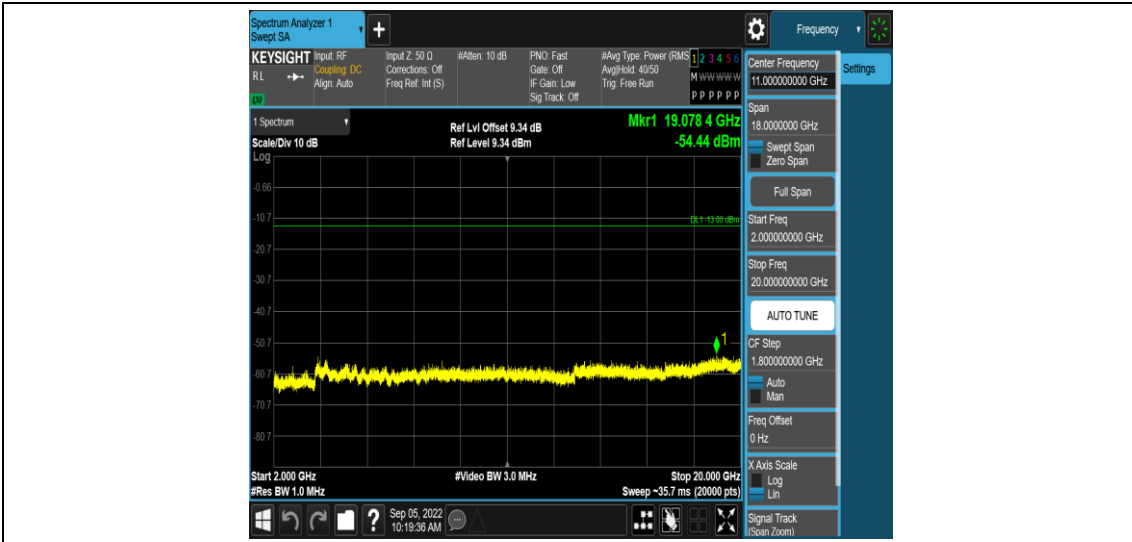 Spectrum Analyzer 1
Swept SA
Frequency
KEYSIGHT
RL
LXI
Input: RF
Coupling: DC
Align: Auto
Input Z: 50 Ω
Corrections: Off
Freq Ref: Int (S)
#Atten: 10 dB
PNO: Fast
Gate: Off
IF Gain: Low
Sig Track: Off
#Avg Type: Power (RMS
Avg|Hold: 40/50
Trig: Free Run
1 2 3 4 5 6
M W W W W W
P P P P P P
1 Spectrum
Scale/Div 10 dB
Log
Ref Lvl Offset 9.34 dB
Ref Level 9.34 dBm
Mkr1 19.078 4 GHz
-54.44 dBm
-0.66
-10.7
DL1 -13.00 dBm
-20.7
-30.7
-40.7
-50.7
1
-60.7
-70.7
-80.7
Start 2.000 GHz
#Res BW 1.0 MHz
#Video BW 3.0 MHz
Stop 20.000 GHz
Sweep ~35.7 ms (20000 pts)
Sep 05, 2022
10:19:36 AM
Center Frequency
11.000000000 GHz
Settings
Span
18.0000000 GHz
Swept Span
Zero Span
Full Span
Start Freq
2.000000000 GHz
Stop Freq
20.000000000 GHz
AUTO TUNE
CF Step
1.800000000 GHz
Auto
Man
Freq Offset
0 Hz
X Axis Scale
Log
Lin
Signal Track
(Span Zoom)